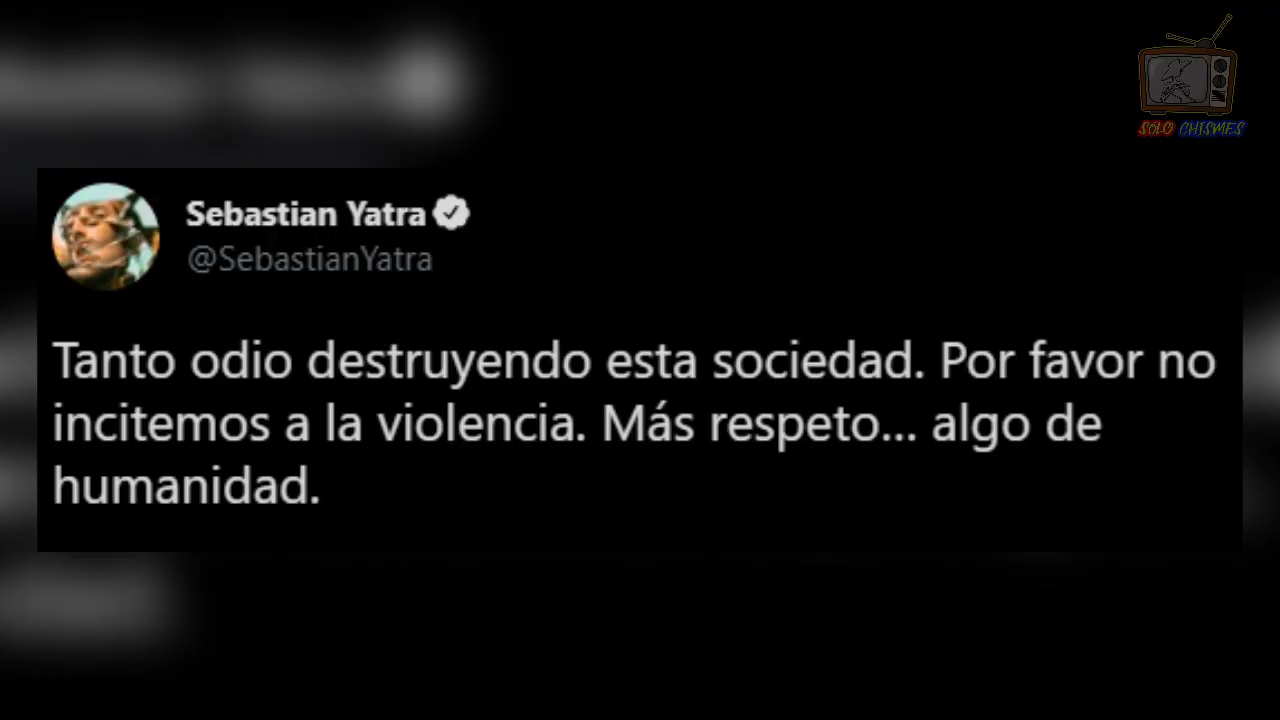 SOLO CHISMES
Sebastian Yatra
@SebastianYatra
Tanto odio destruyendo esta sociedad. Por favor no
incitemos a la violencia. Más respeto... algo de
humanidad.